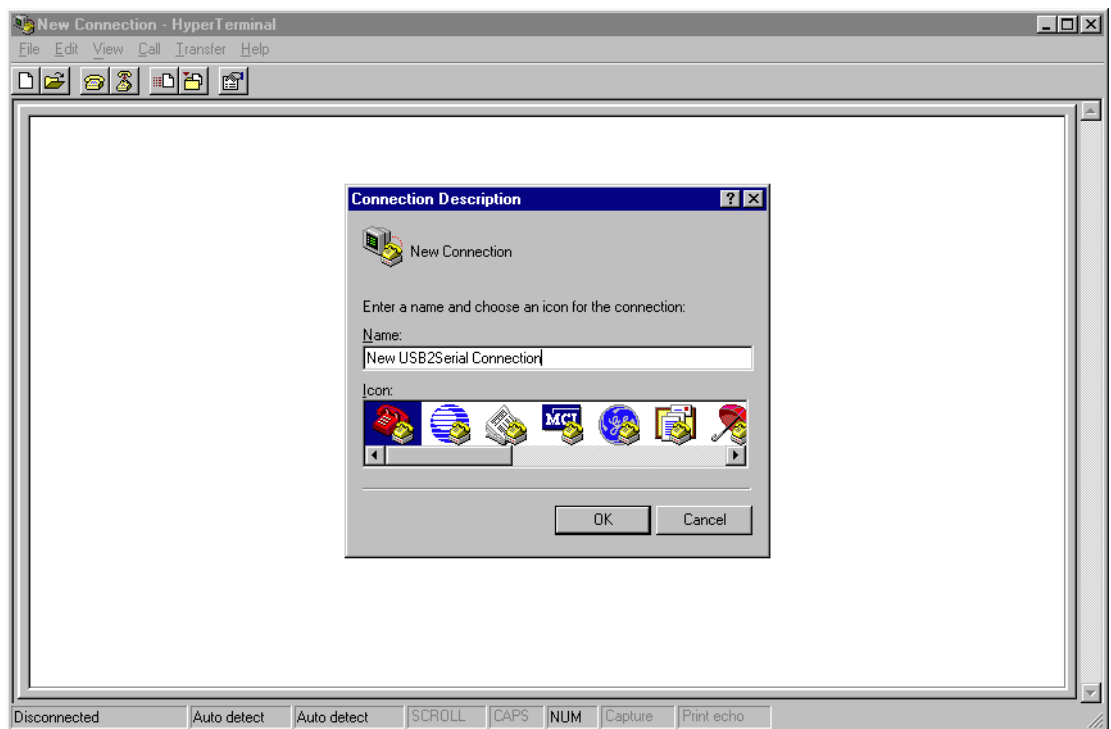 New Connection - HyperTerminal
File Edit View Call Transfer Help
Connection Description
New Connection
Enter a name and choose an icon for the connection:
Name:
New USB2Serial Connection
Icon:
MCI
OK Cancel
Disconnected Auto detect Auto detect SCROLL CAPS NUM Capture Print echo